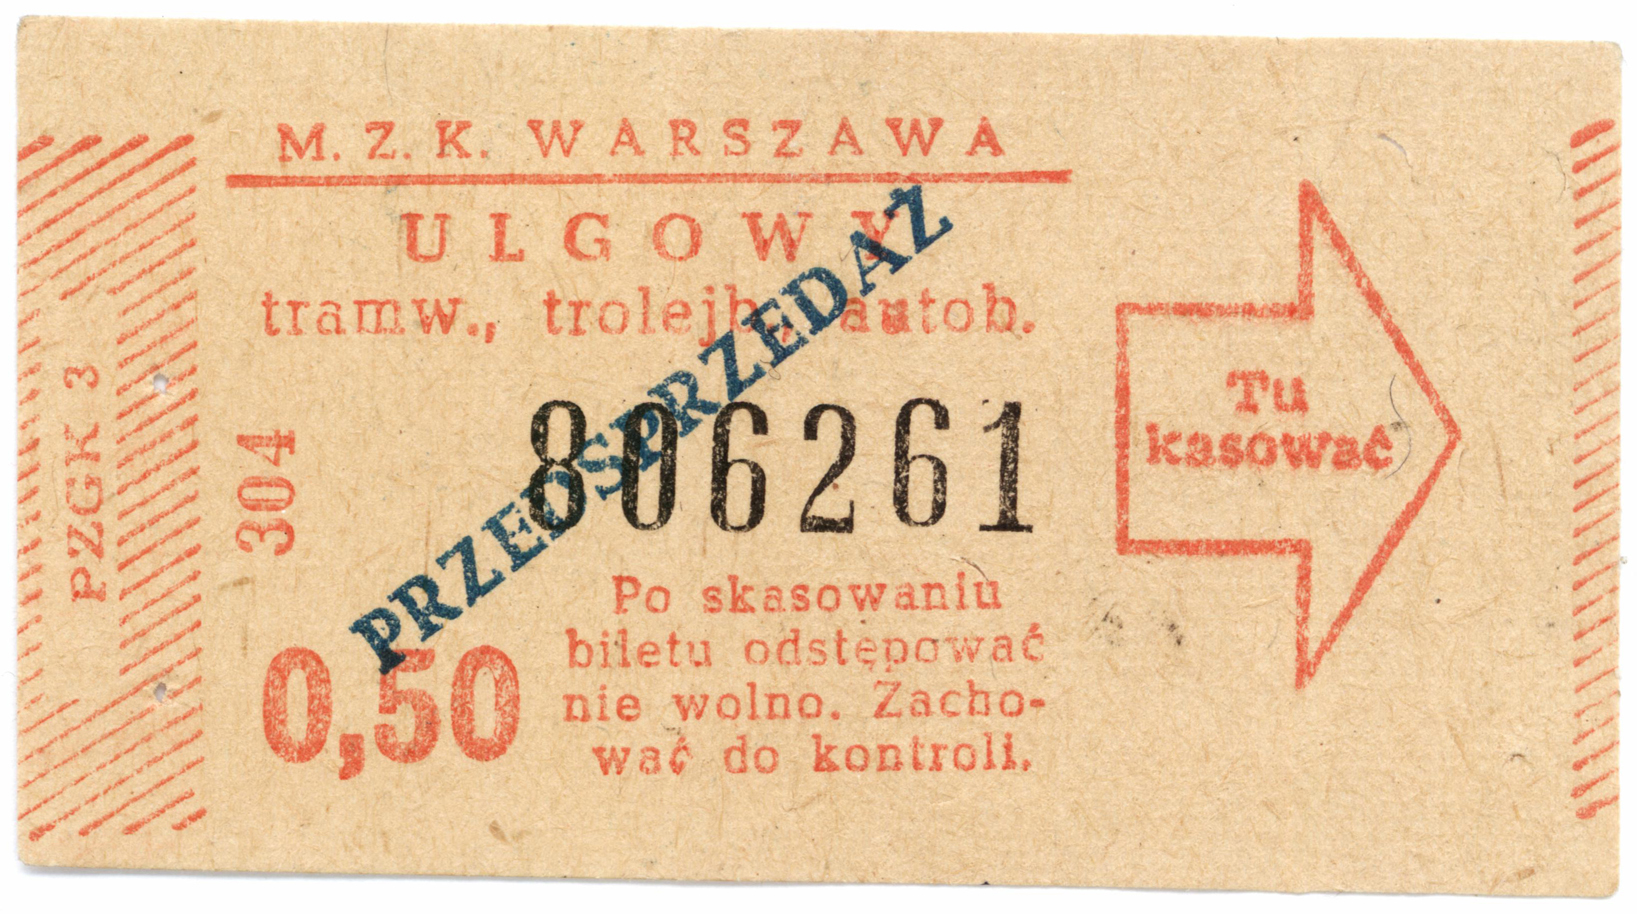 M. Z. K. WARSZAWA
ULGOWY
tramw., trolejb., autob.
PRZEDSPRZEDAŻ
PZGK 3
304
806261
Tu
kasować
0,50
Po skasowaniu
biletu odstępować
nie wolno. Zacho-
wać do kontroli.